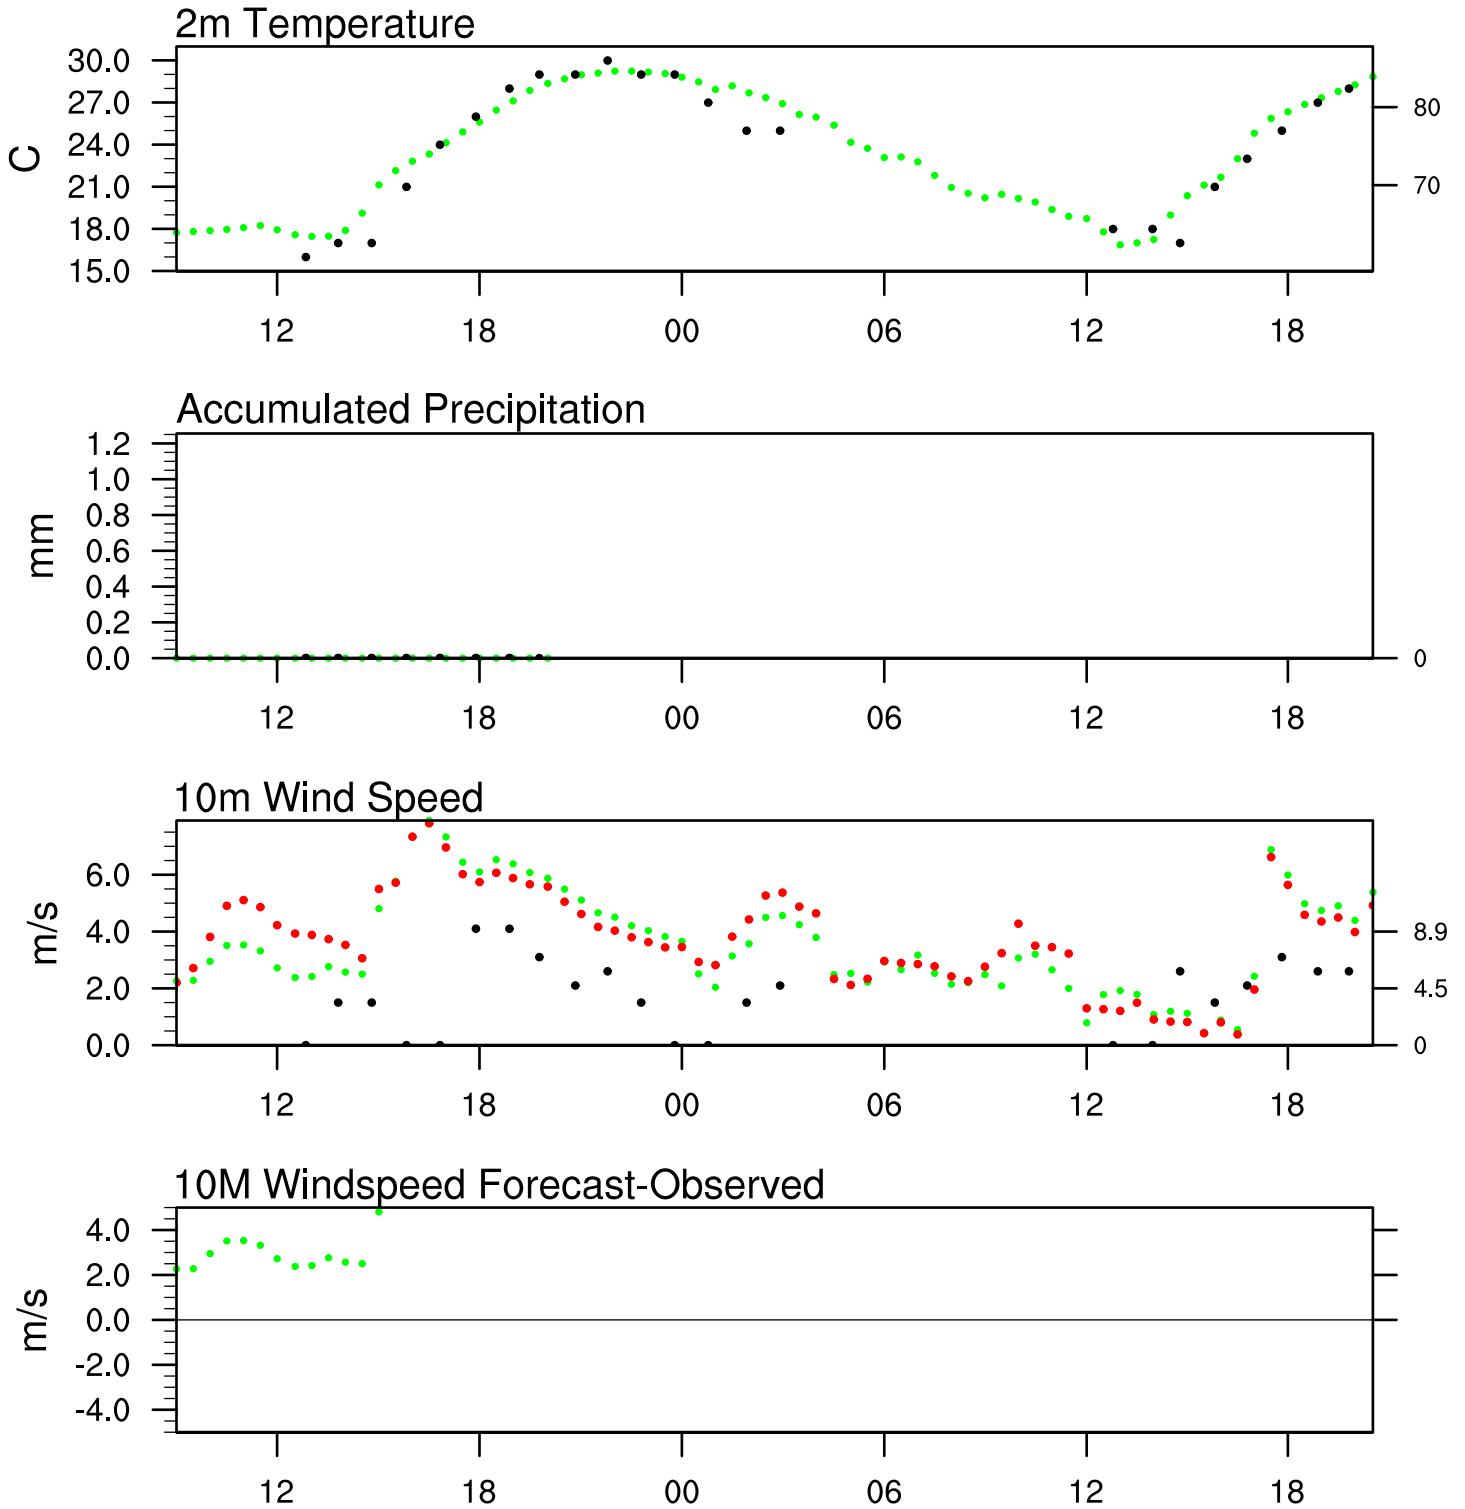 2m Temperature
30.0
27.0
24.0
21.0
18.0
15.0
C
80
70
12 18 00 06 12 18
Accumulated Precipitation
1.2
1.0
0.8
0.6
0.4
0.2
0.0
mm
0
12 18 00 06 12 18
10m Wind Speed
6.0
4.0
2.0
0.0
m/s
8.9
4.5
0
12 18 00 06 12 18
10M Windspeed Forecast-Observed
4.0
2.0
0.0
-2.0
-4.0
m/s
12 18 00 06 12 18